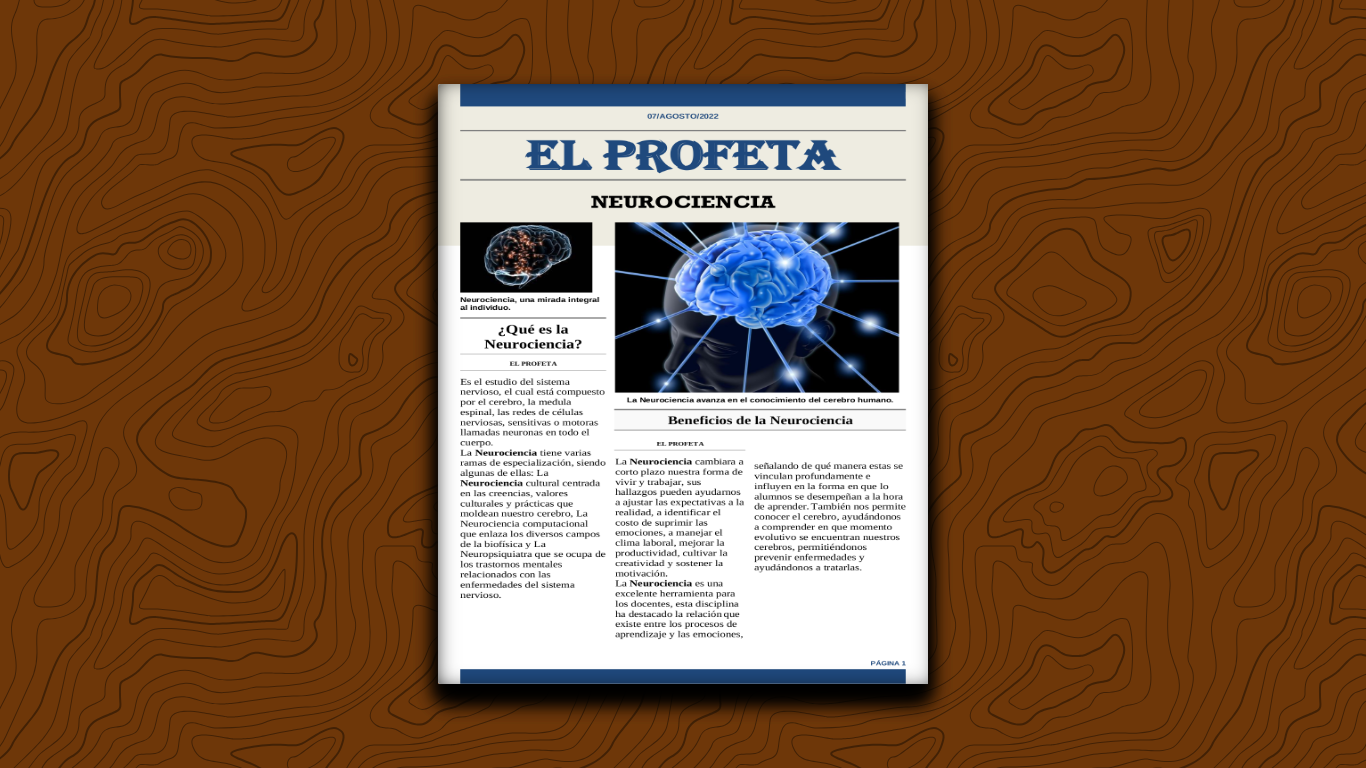 07/AGOSTO/2022
EL PROFETA
NEUROCIENCIA
Neurociencia, una mirada integral
al individuo.
¿Qué es la
Neurociencia?
EL PROFETA
Es el estudio del sistema
nervioso, el cual está compuesto
por el cerebro, la medula
espinal, las redes de células
nerviosas, sensitivas o motoras
llamadas neuronas en todo el
cuerpo.
La Neurociencia tiene varias
ramas de especialización, siendo
algunas de ellas: La
Neurociencia cultural centrada
en las creencias, valores
culturales y prácticas que
moldean nuestro cerebro, La
Neurociencia computacional
que enlaza los diversos campos
de la biofísica y La
Neuropsiquiatra que se ocupa de
los trastornos mentales
relacionados con las
enfermedades del sistema
nervioso.
La Neurociencia avanza en el conocimiento del cerebro humano.
Beneficios de la Neurociencia
EL PROFETA
La Neurociencia cambiara a
corto plazo nuestra forma de
vivir y trabajar, sus
hallazgos pueden ayudarnos
a ajustar las expectativas a la
realidad, a identificar el
costo de suprimir las
emociones, a manejar el
clima laboral, mejorar la
productividad, cultivar la
creatividad y sostener la
motivación.
La Neurociencia es una
excelente herramienta para
los docentes, esta disciplina
ha destacado la relación que
existe entre los procesos de
aprendizaje y las emociones,
señalando de qué manera estas se
vinculan profundamente e
influyen en la forma en que lo
alumnos se desempeñan a la hora
de aprender. También nos permite
conocer el cerebro, ayudándonos
a comprender en que momento
evolutivo se encuentran nuestros
cerebros, permitiéndonos
prevenir enfermedades y
ayudándonos a tratarlas.
PÁGINA 1